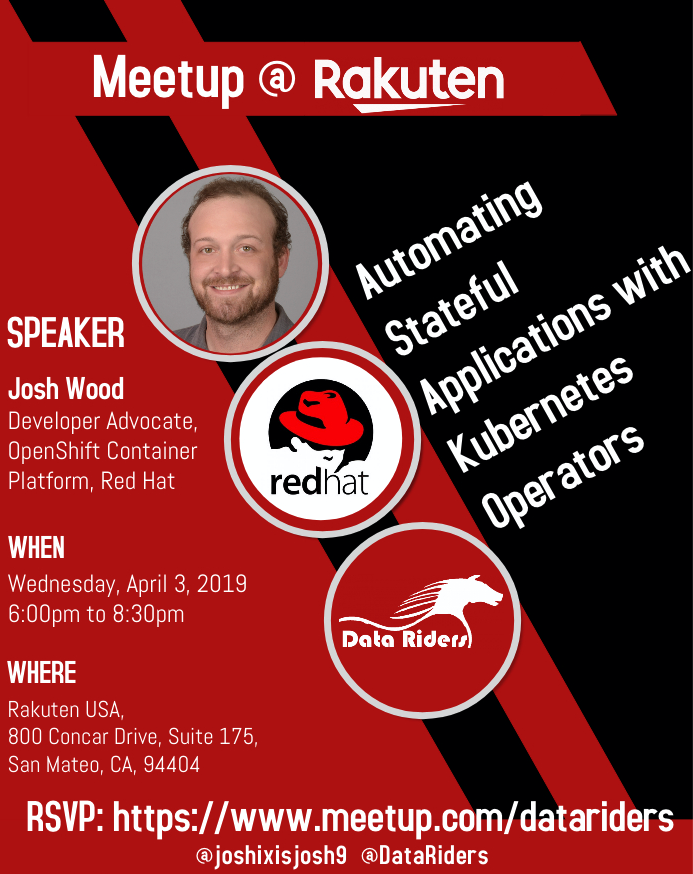 Meetup @ Rakuten
Automating
Stateful
Applications with
Kubernetes
Operators
SPEAKER
Josh Wood
Developer Advocate,
OpenShift Container
Platform, Red Hat
redhat
WHEN
Wednesday, April 3, 2019
6:00pm to 8:30pm
Data Riders
WHERE
Rakuten USA,
800 Concar Drive, Suite 175,
San Mateo, CA, 94404
RSVP: https://www.meetup.com/datariders
@joshixisjosh9 @DataRiders